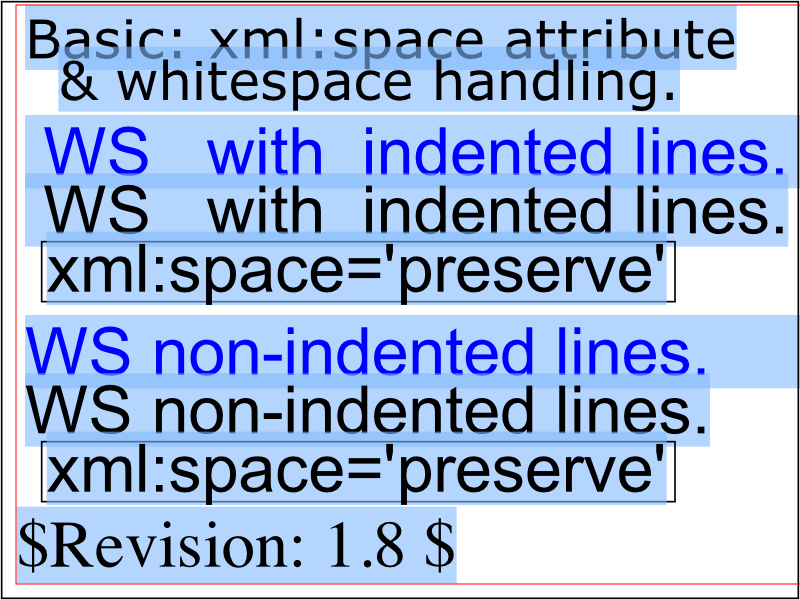 Basic: xml:space attribute
& whitespace handling.
WS   with  indented lines.
WS   with  indented lines.
xml:space='preserve'
WS non-indented lines.
WS non-indented lines.
xml:space='preserve'
$Revision: 1.8 $